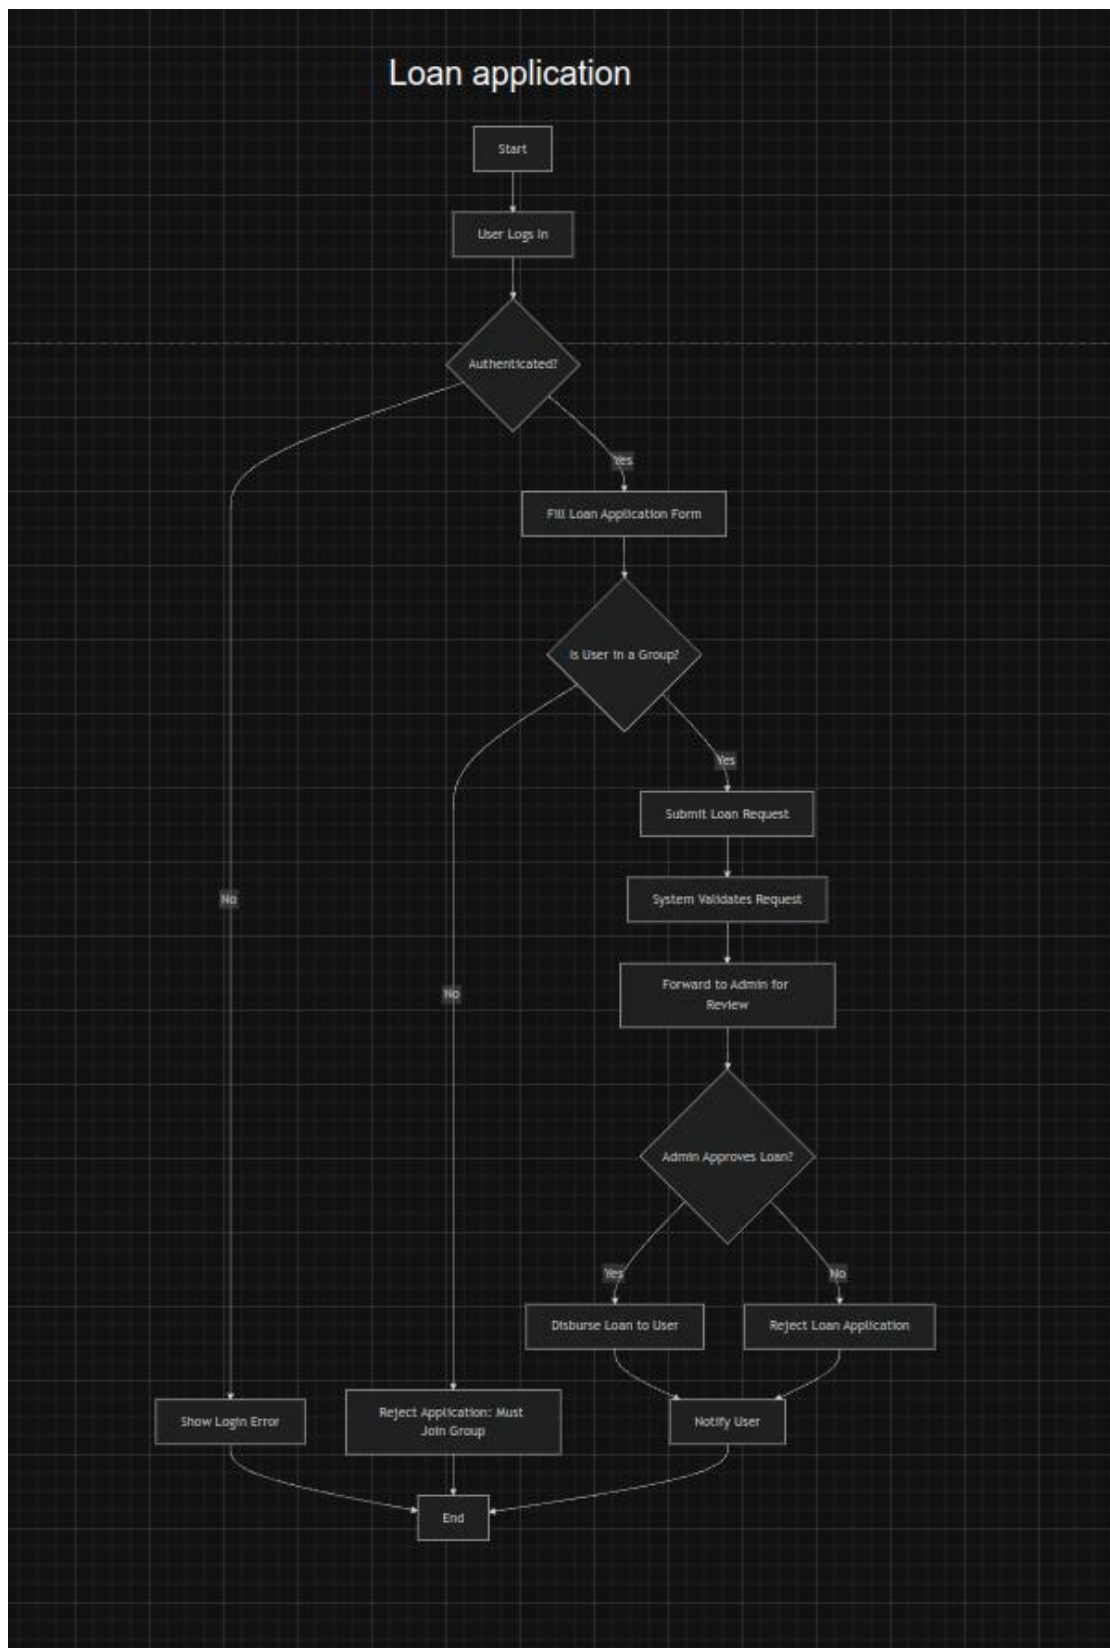 Loan application
Start
User Logs In
Authenticated?
Yes
Fill Loan Application Form
Is User in a Group?
Yes
Submit Loan Request
No
System Validates Request
Forward to Admin for
Review
No
Admin Approves Loan?
Yes
No
Disburse Loan to User
Reject Loan Application
Show Login Error
Reject Application: Must
Join Group
Notify User
End